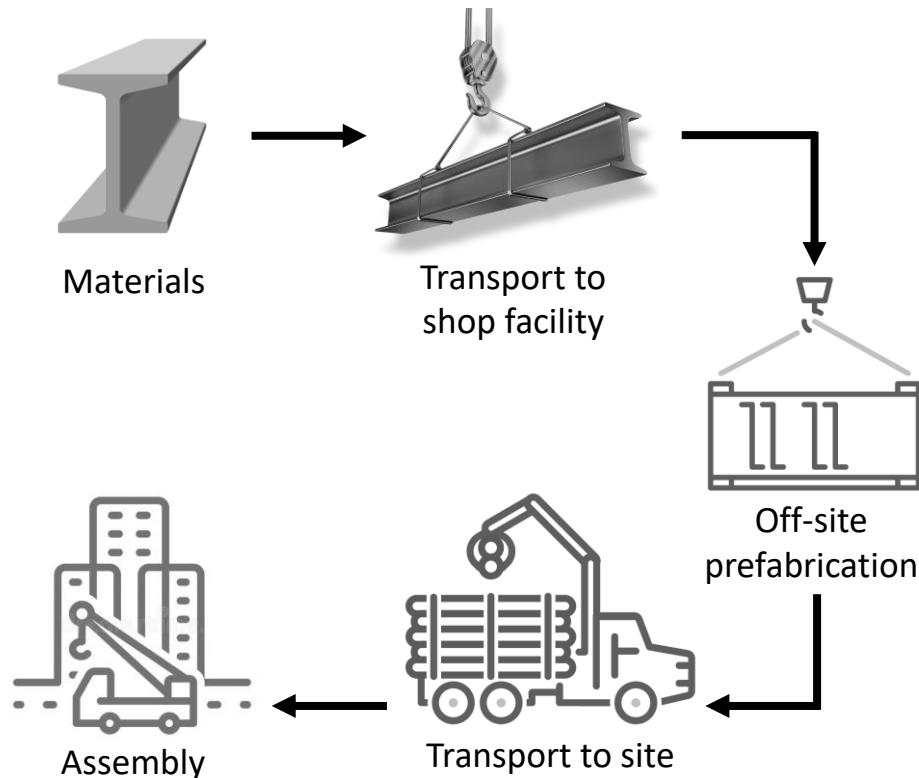 Materials
Transport to
shop facility
Off-site
prefabrication
Transport to site
Assembly